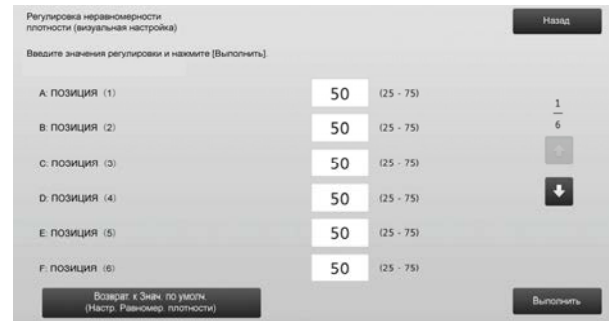 Регулировка неравномерности
плотности (визуальная настройка)
Назад
Введите значения регулировки и нажмите [Выполнить].
A: ПОЗИЦИЯ (1) 50 (25 - 75)
B: ПОЗИЦИЯ (2) 50 (25 - 75)
C: ПОЗИЦИЯ (3) 50 (25 - 75)
D: ПОЗИЦИЯ (4) 50 (25 - 75)
E: ПОЗИЦИЯ (5) 50 (25 - 75)
F: ПОЗИЦИЯ (6) 50 (25 - 75)
1
6
Возврат. к Знач. по умолч.
(Настр. Равномер. плотности)
Выполнить